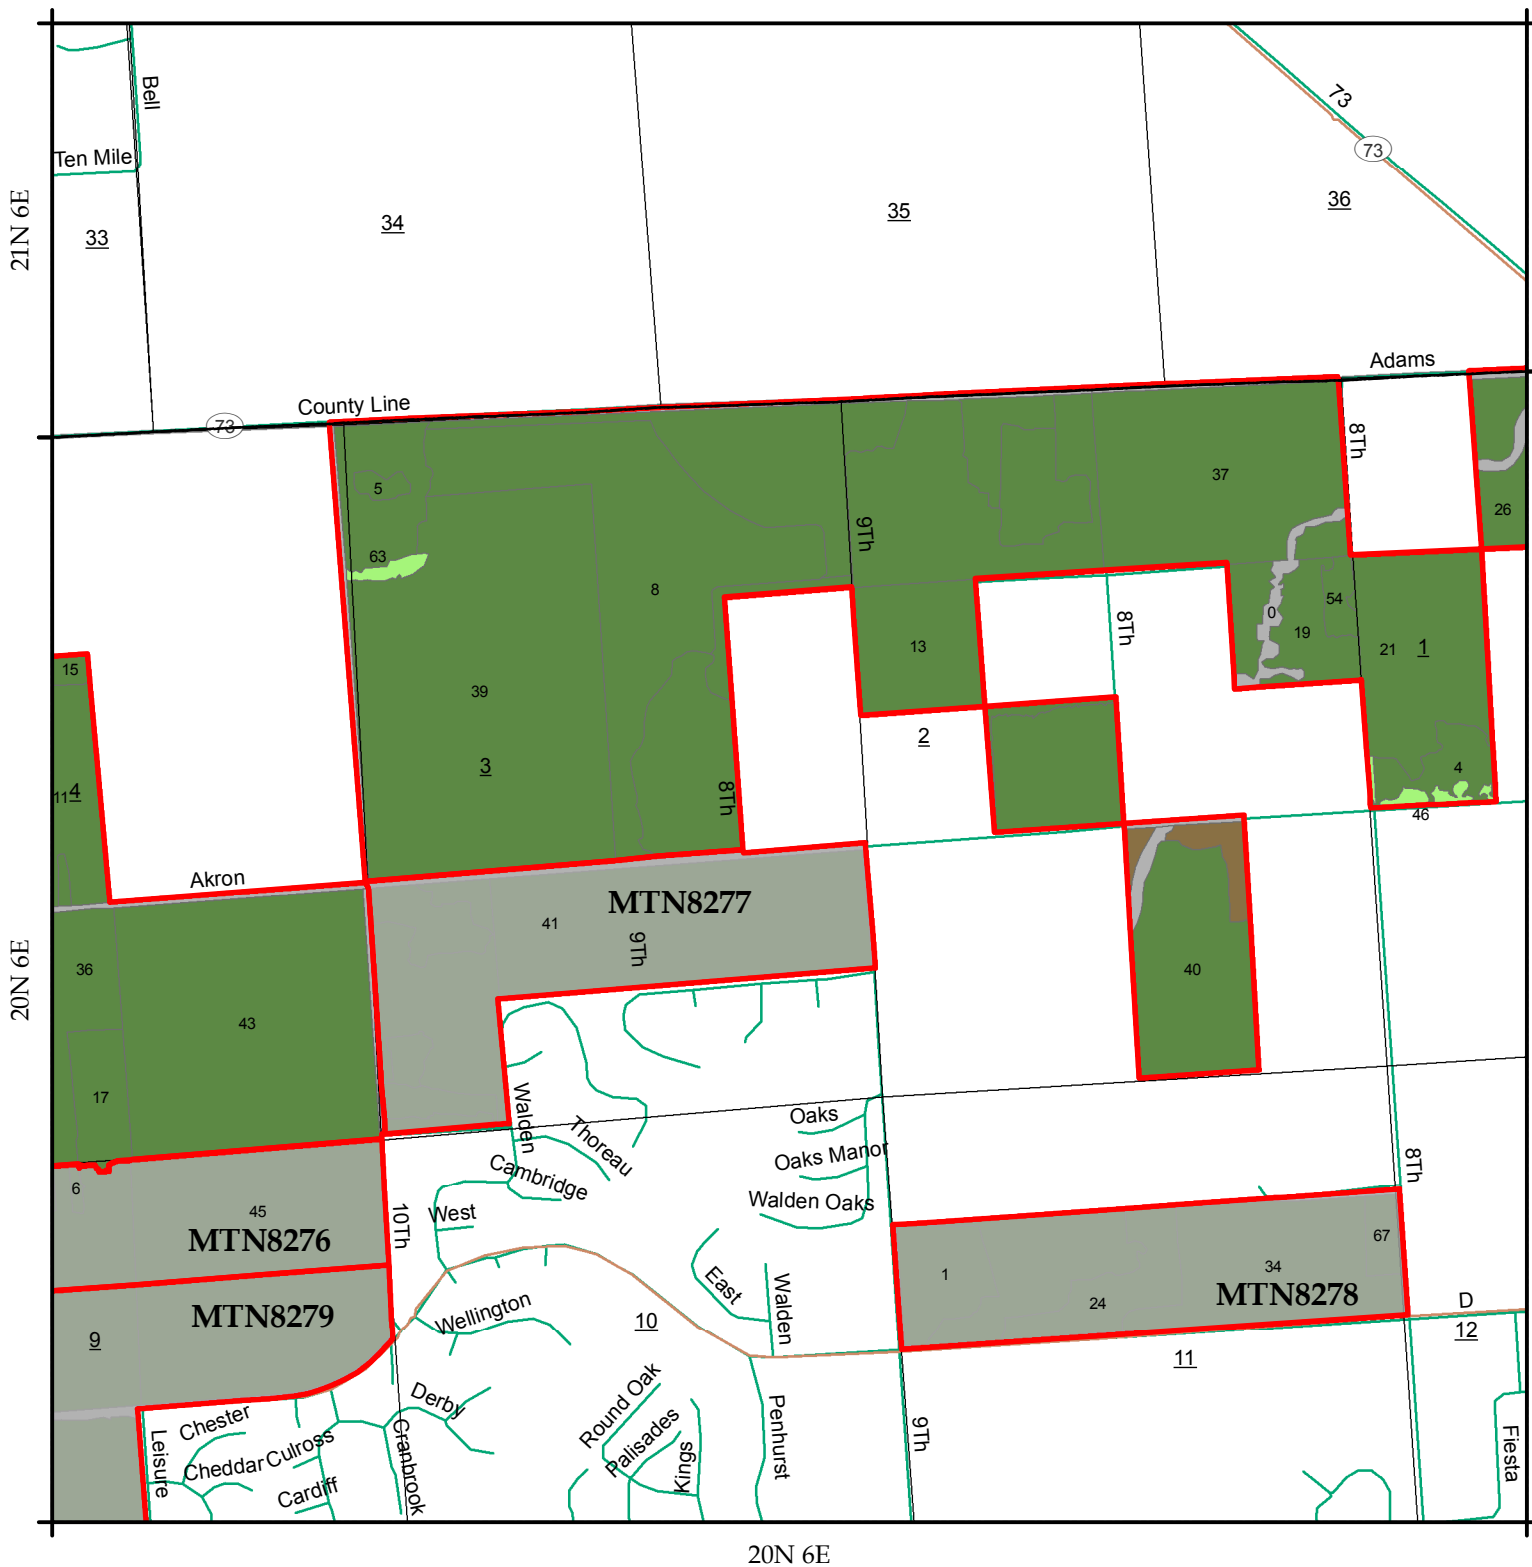 73
Bell
73
Ten Mile
36
21N 6E
35
34
33
Adams
County Line
73
8Th
37
5
26
9Th
63
8
54
0
8Th
19
13
21
1
15
39
2
3
4
8Th
11
4
46
Akron
MTN8277
41
9Th
36
40
20N 6E
43
17
Walden
Oaks
Thoreau
Oaks Manor
8Th
Cambridge
6
Walden Oaks
45
West
10Th
MTN8276
67
34
1
East
Walden
MTN8278
24
D
Wellington
MTN8279
10
12
9
11
Round Oak
Derby
Penhurst
Chester
Palisades
9Th
Culross
Cranbrook
Leisure
Cheddar
Kings
Fiesta
Cardiff
20N 6E